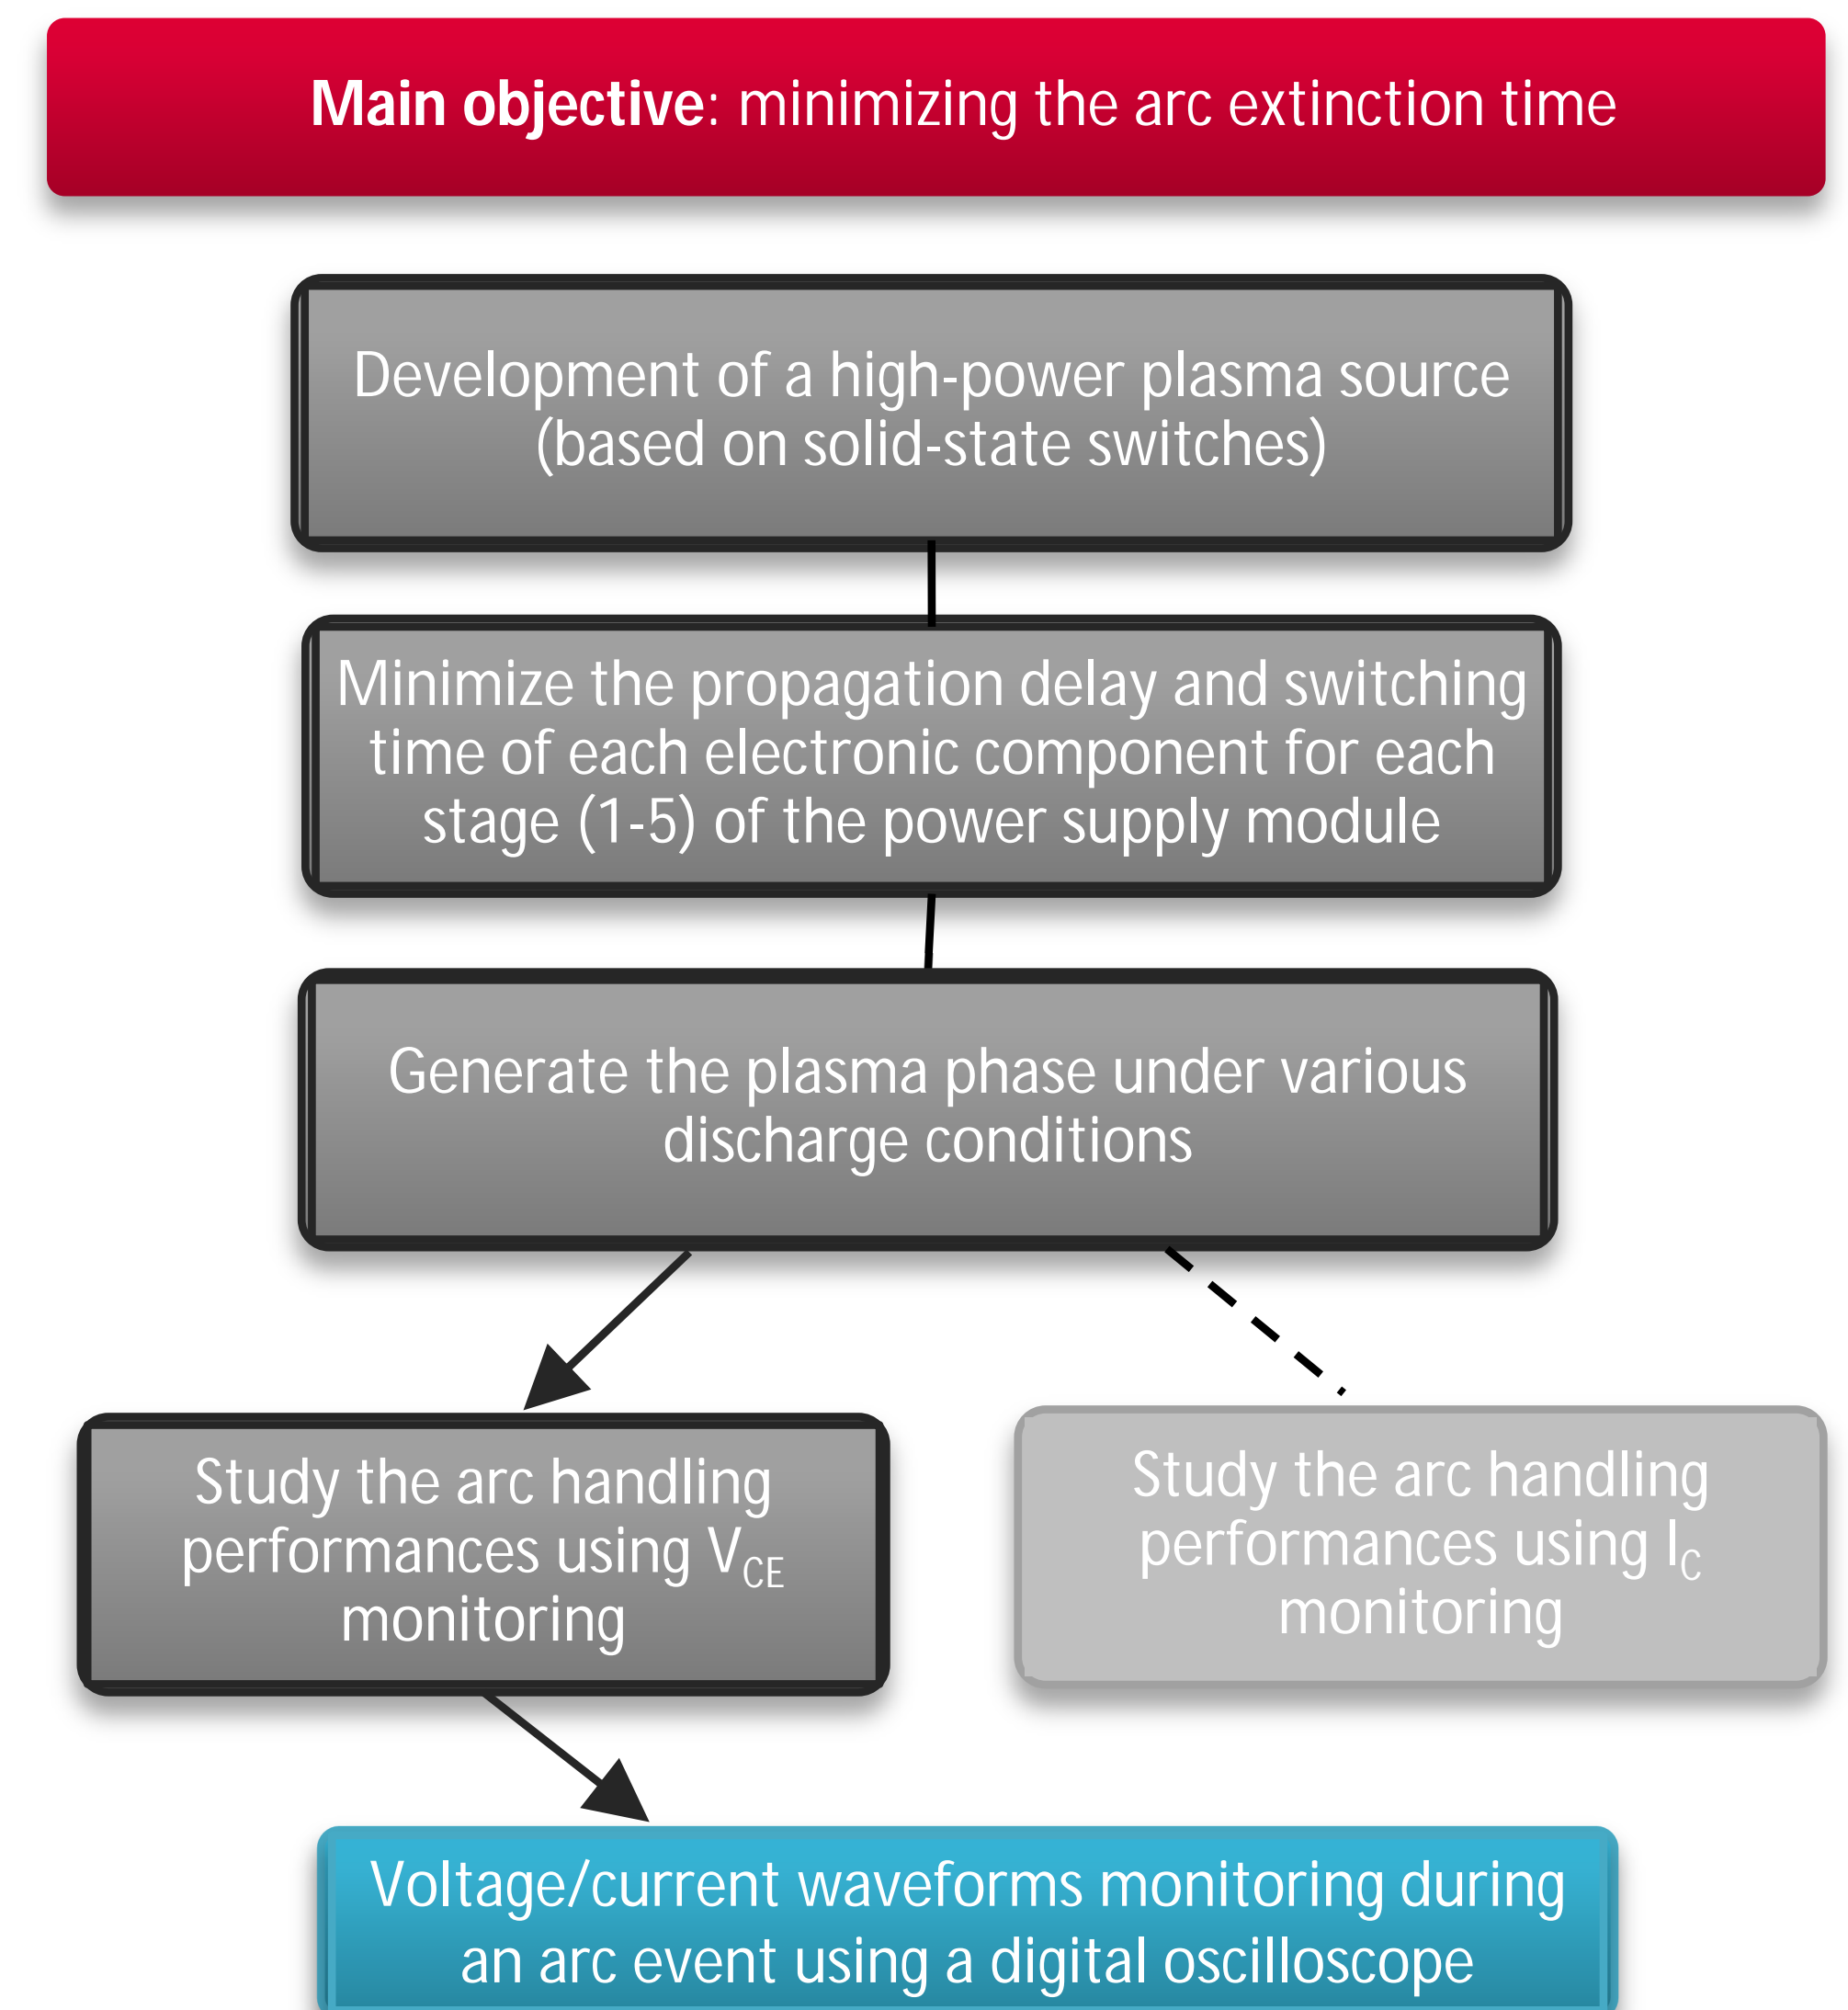 Main objective: minimizing the arc extinction time
Development of a high-power plasma source
(based on solid-state switches)
Minimize the propagation delay and switching
time of each electronic component for each
stage (1-5) of the power supply module
Generate the plasma phase under various
discharge conditions
Study the arc handling
performances using V_CE
monitoring
Study the arc handling
performances using I_C
monitoring
Voltage/current waveforms monitoring during
an arc event using a digital oscilloscope